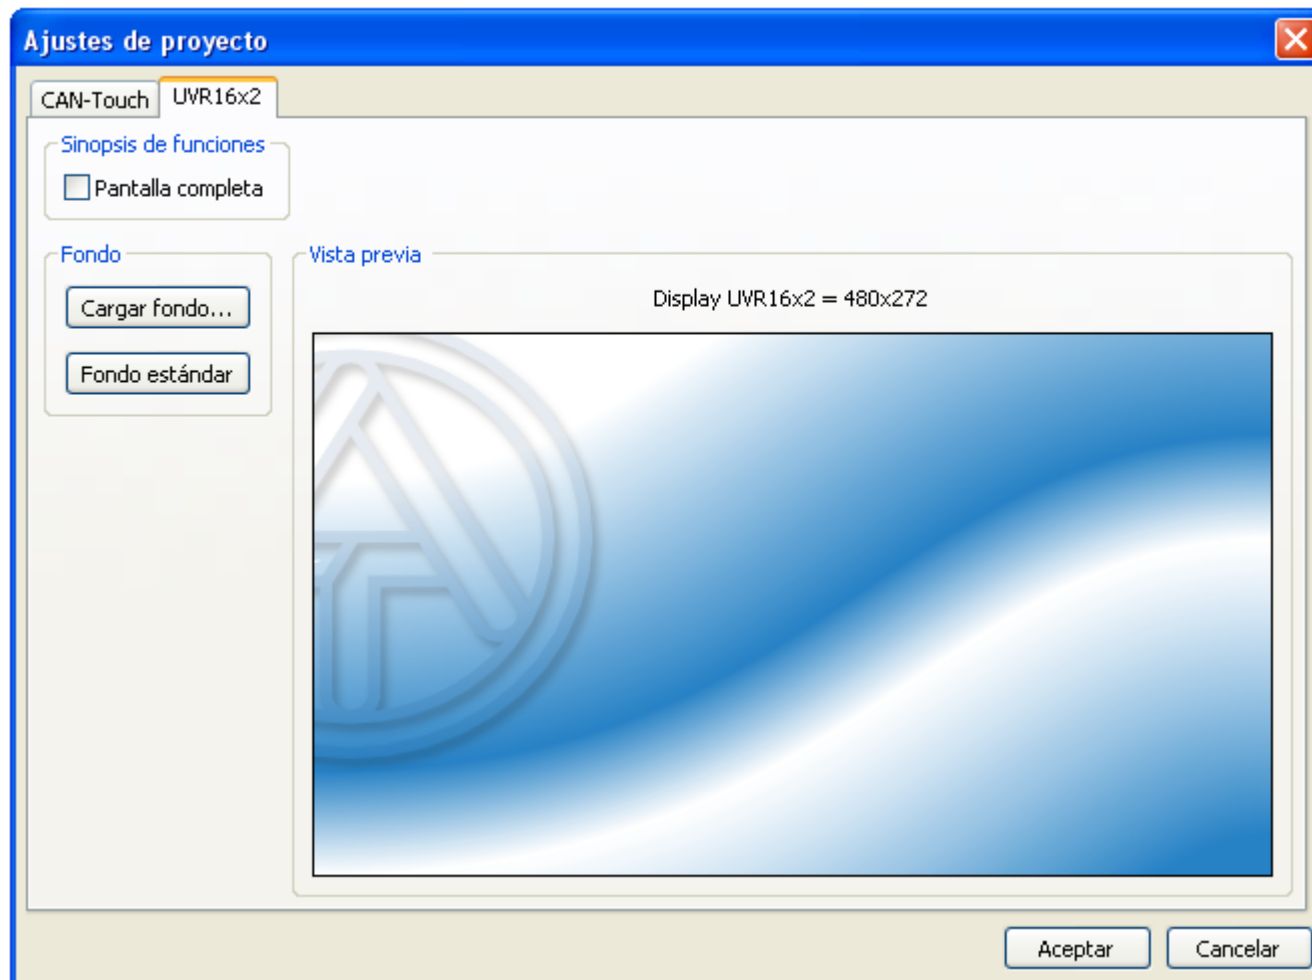 Ajustes de proyecto
CAN-Touch
UVR16x2
Sinopsis de funciones
Pantalla completa
Fondo
Cargar fondo...
Fondo estándar
Vista previa
Display UVR16x2 = 480x272
Aceptar
Cancelar